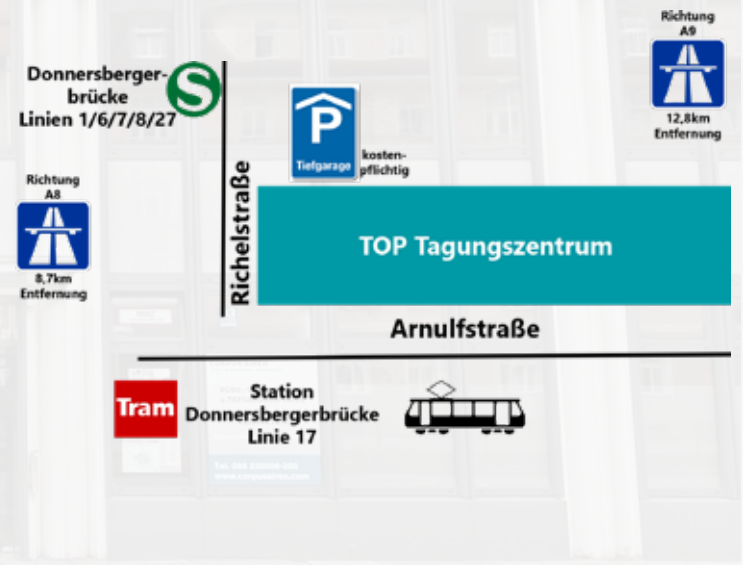 Richtung
A9
12,8km
Entfernung
Donnersberger-
brücke
Linien 1/6/7/8/27
S
P
Tiefgarage
kosten-
pflichtig
Richtung
A8
8,7km
Entfernung
Richelstraße
TOP Tagungszentrum
Arnulfstraße
Tram
Station
Donnersbergerbrücke
Linie 17